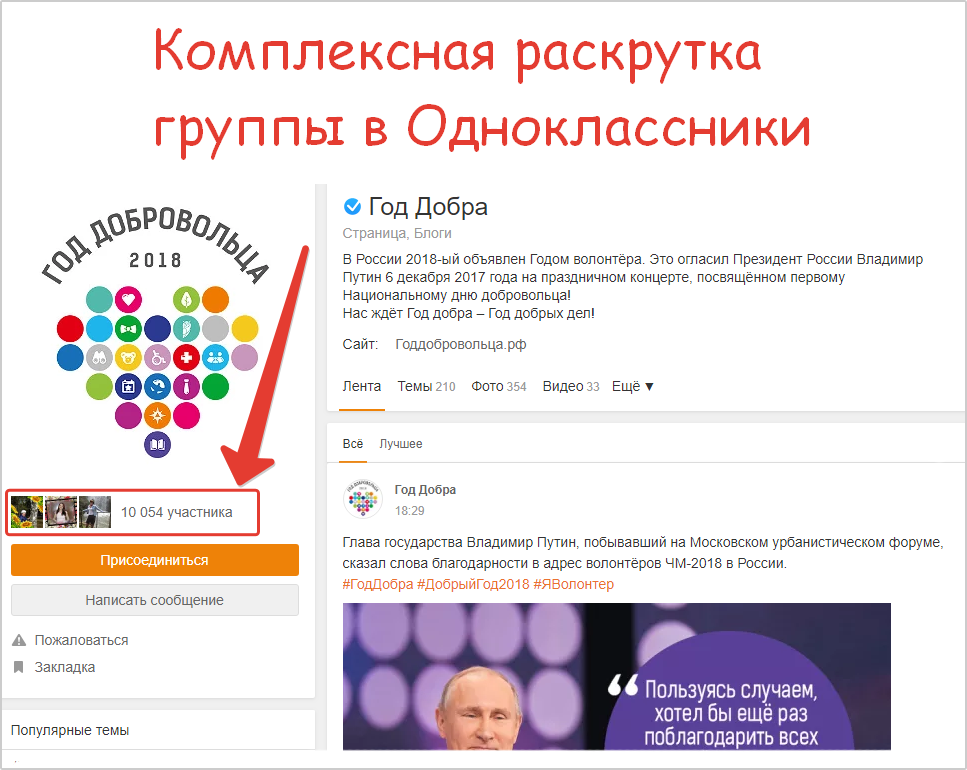 Комплексная раскрутка
группы в Одноклассники
ГОД ДОБРОВОЛЬЦА
2018
10 054 участника
Присоединиться
Написать сообщение
Пожаловаться
Закладка
Популярные темы
Год Добра
Страница, Блоги
В России 2018-ый объявлен Годом волонтёра. Это огласил Президент России Владимир
Путин 6 декабря 2017 года на праздничном концерте, посвящённом первому
Национальному дню добровольца!
Нас ждёт Год добра – Год добрых дел!
Сайт: Годдобровольца.рф
Лента Темы 210 Фото 354 Видео 33 Ещё ▼
Всё Лучшее
ГОД ДОБРОВОЛЬЦА
Год Добра
18:29
Глава государства Владимир Путин, побывавший на Московском урбанистическом форуме,
сказал слова благодарности в адрес волонтёров ЧМ-2018 в России.
#ГодДобра #ДобрыйГод2018 #ЯВолонтер
“Пользуясь случаем,
хотел бы ещё раз
поблагодарить всех